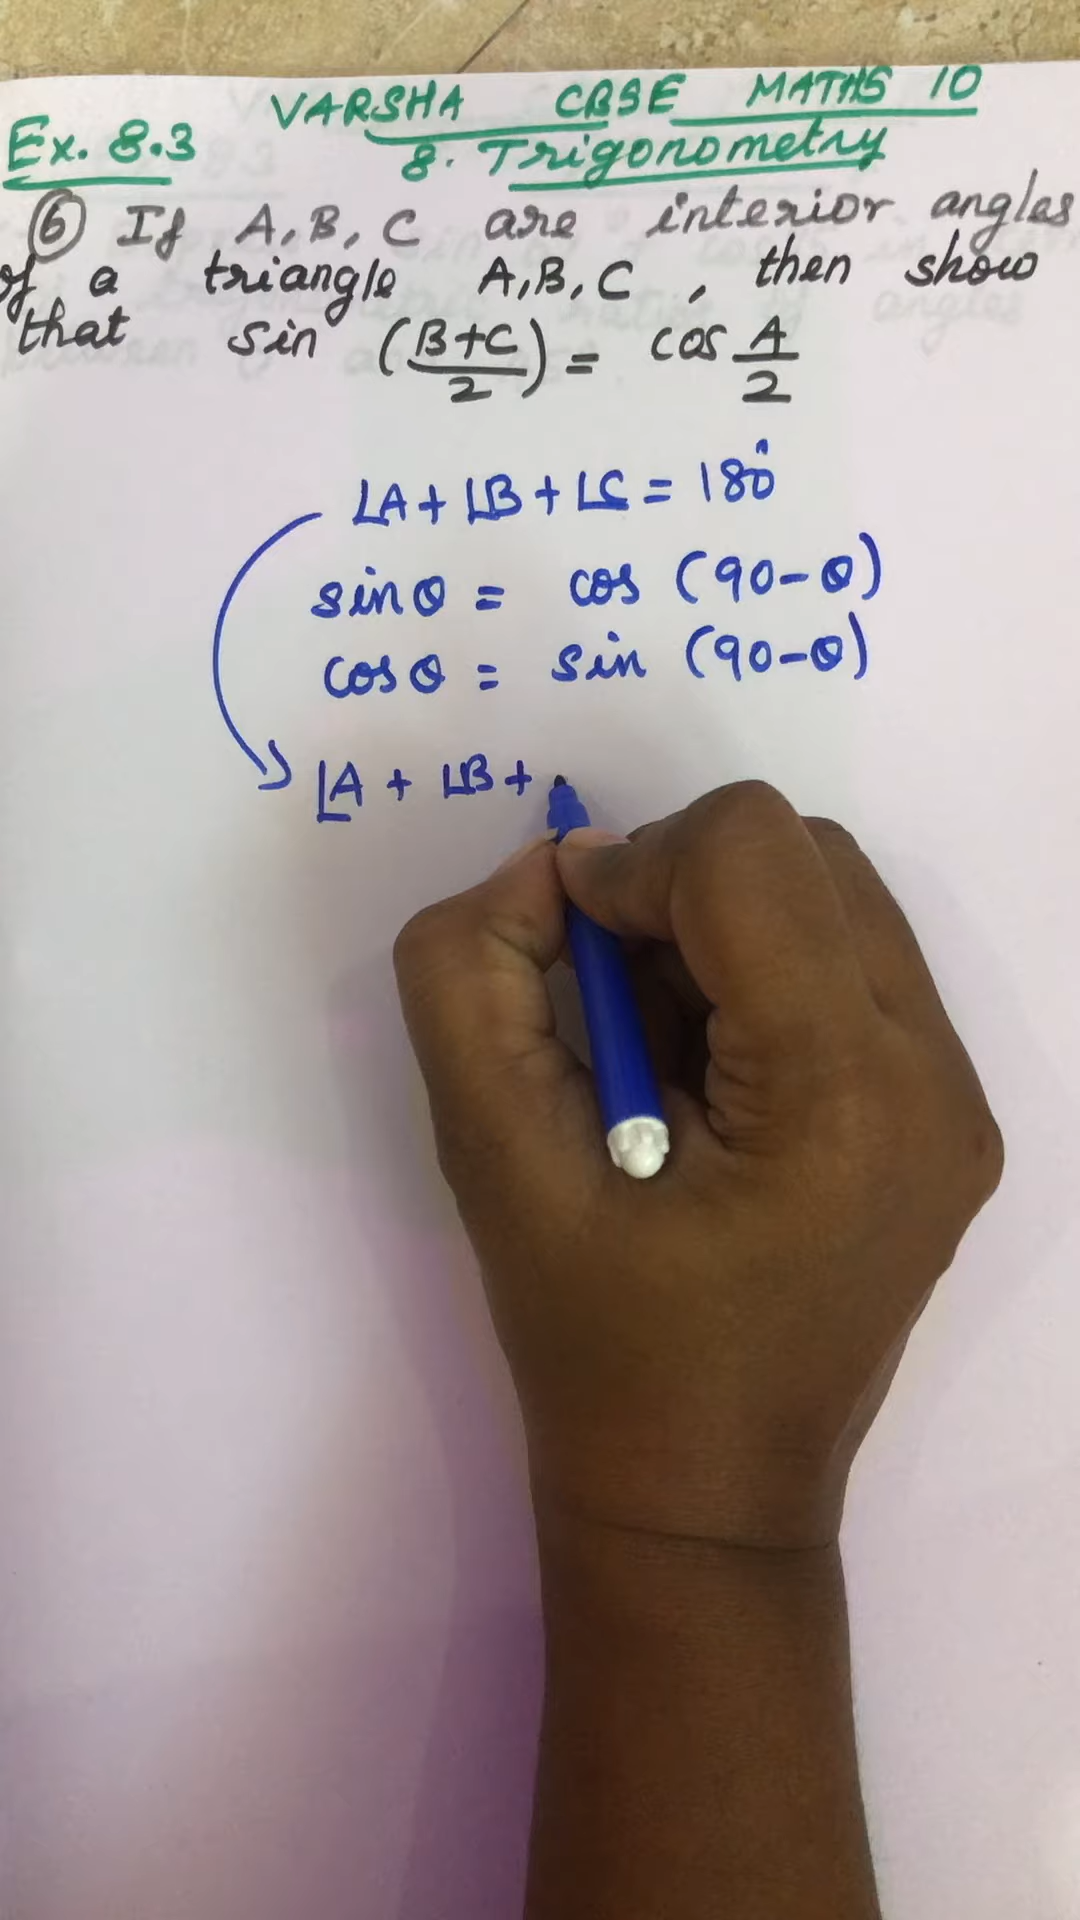 VARSHA CBSE MATHS 10
Ex. 8.3 8. Trigonometry
⑥ If A, B, C are interior angles
of a triangle A, B, C, then show
that sin ((B+C)/2) = cos A/2
∠A + ∠B + ∠C = 180°
sin θ = cos (90-θ)
cos θ = sin (90-θ)
∠A + ∠B +